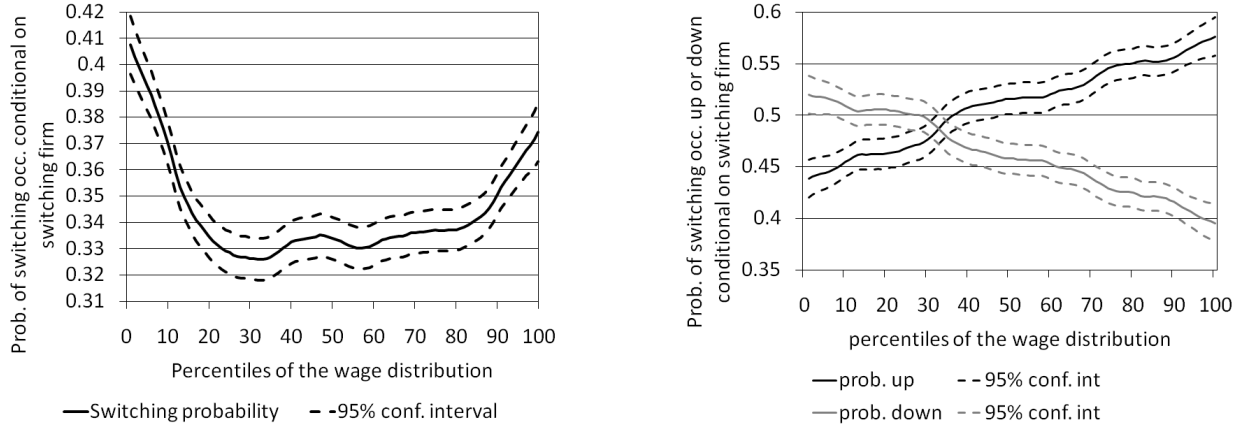 Prob. of switching occ. conditional on
switching firm
0.42
0.41
0.4
0.39
0.38
0.37
0.36
0.35
0.34
0.33
0.32
0.31
0 10 20 30 40 50 60 70 80 90 100
Percentiles of the wage distribution
Switching probability 95% conf. interval
Prob. of switching occ. up or down
conditional on switching firm
0.6
0.55
0.5
0.45
0.4
0.35
0 10 20 30 40 50 60 70 80 90 100
percentiles of the wage distribution
prob. up 95% conf. int
prob. down 95% conf. int